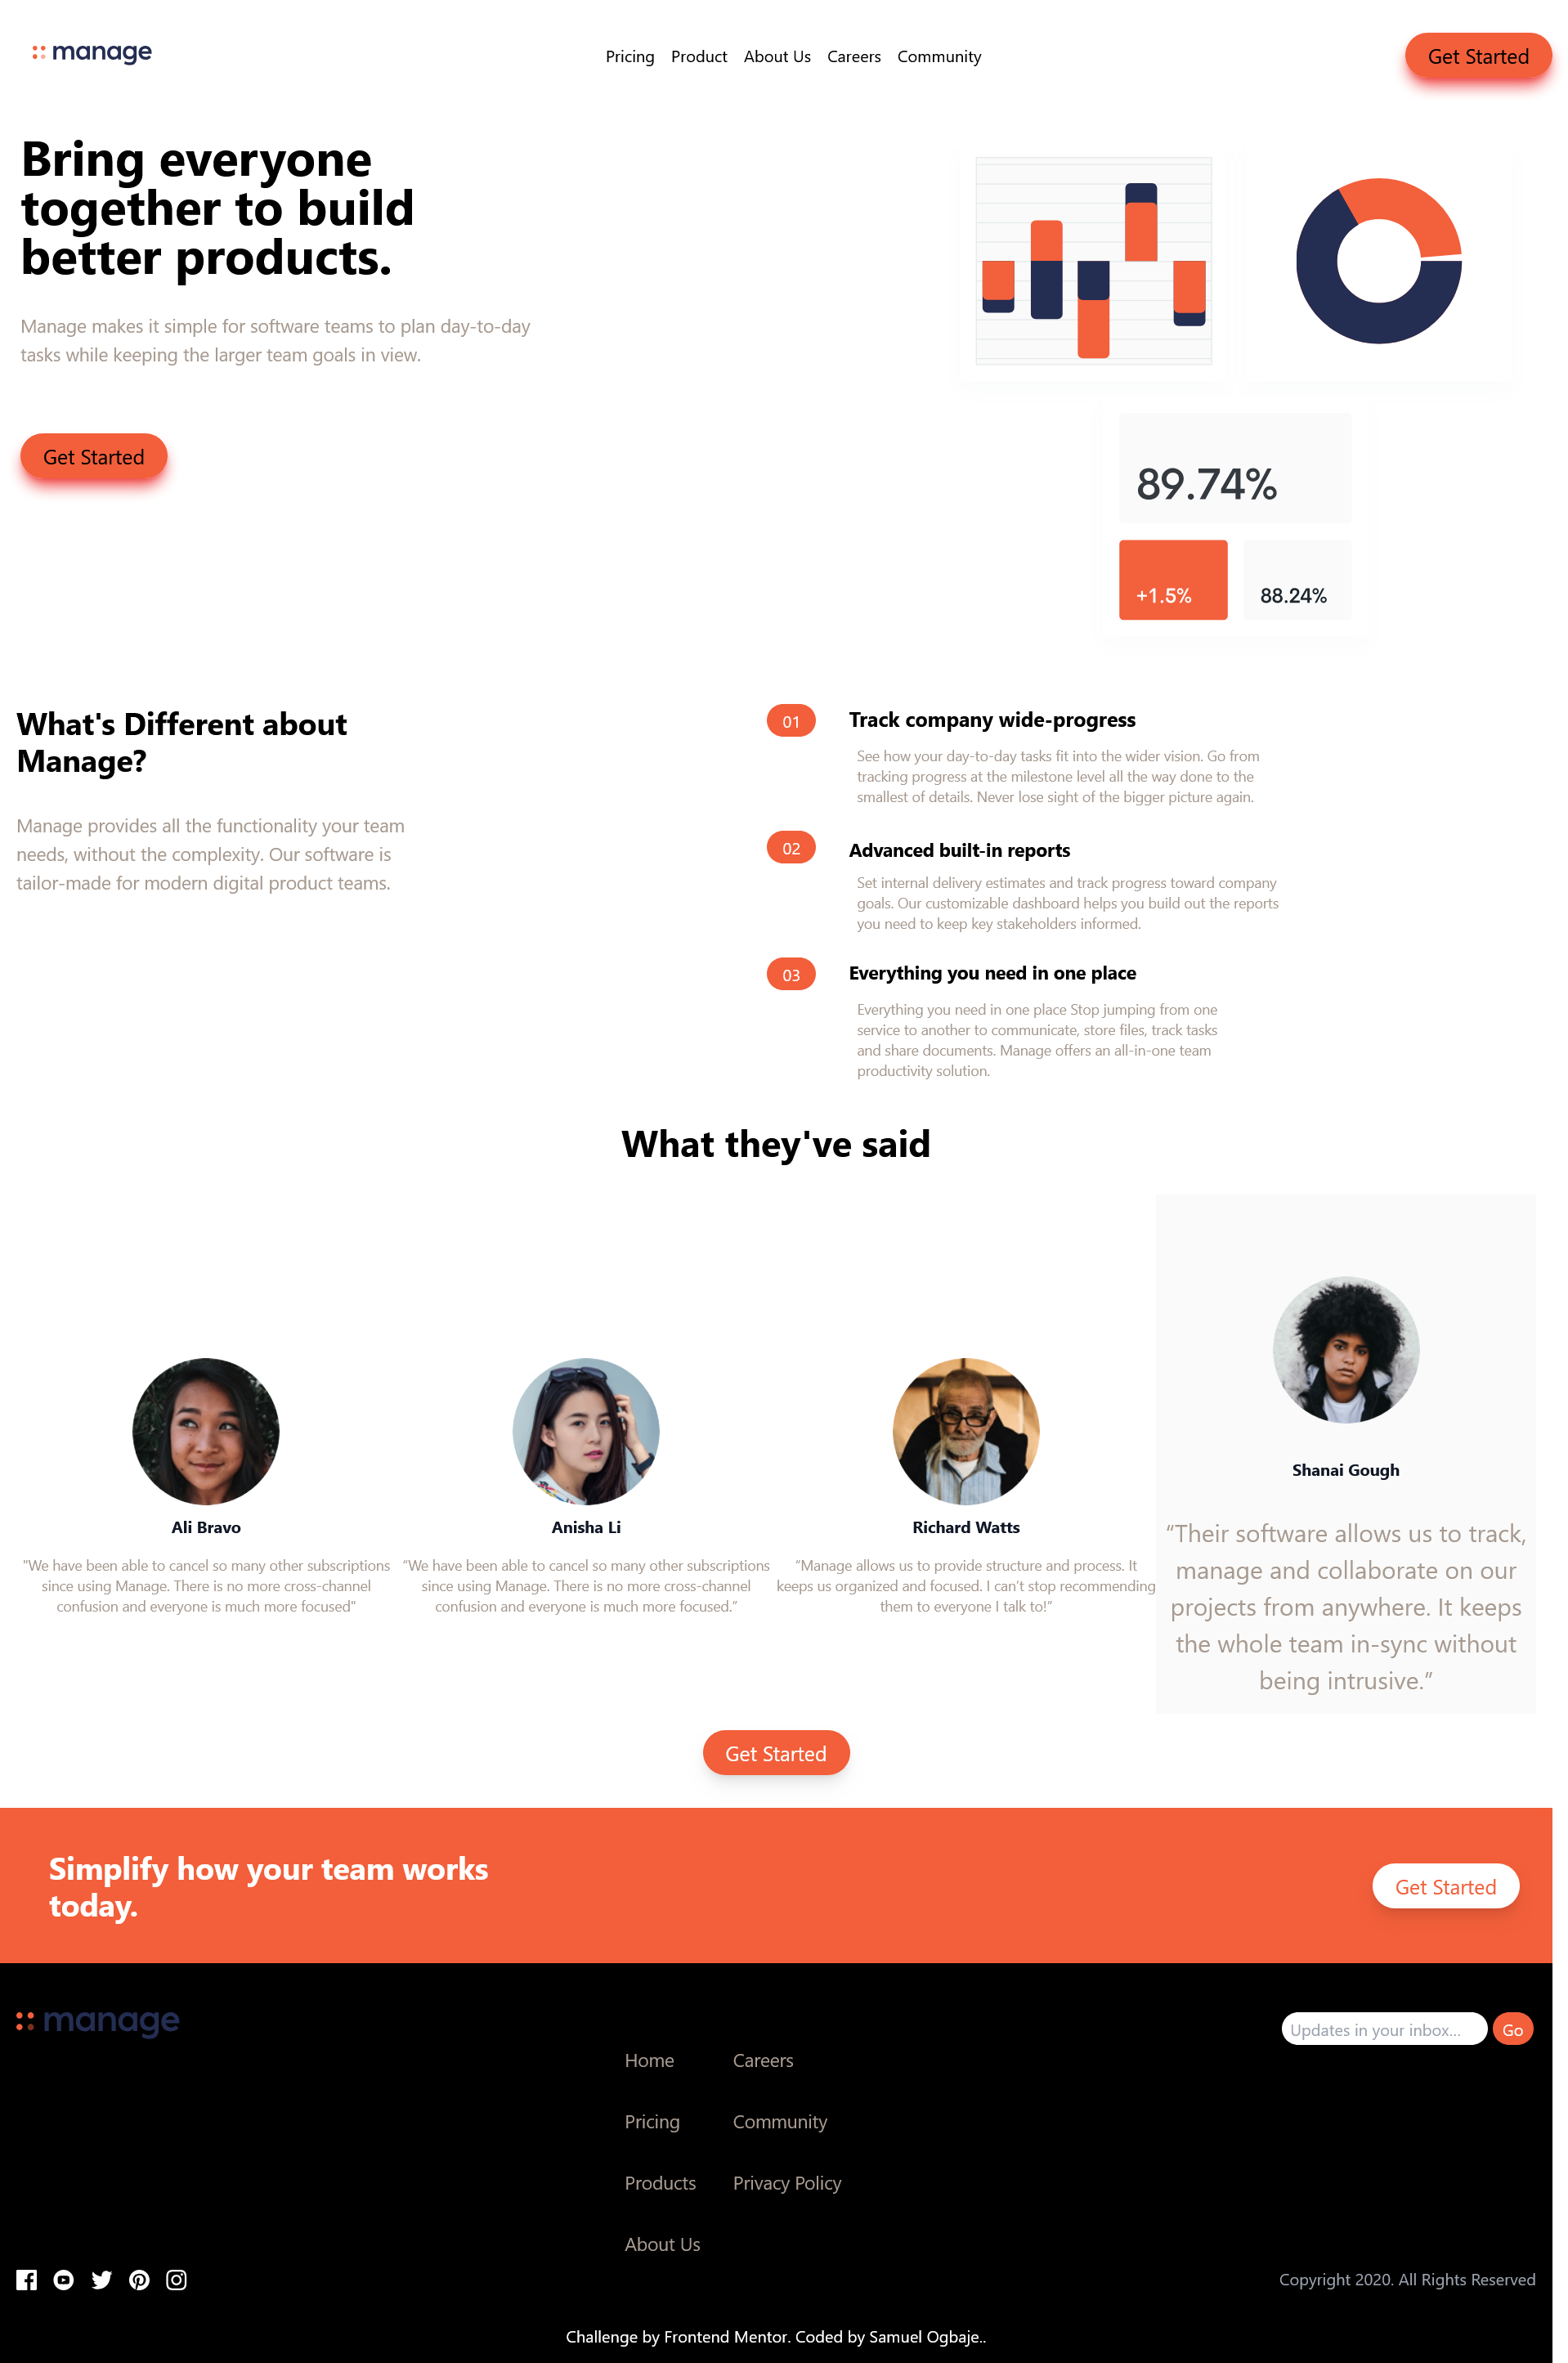 manage
Pricing Product About Us Careers Community
Get Started
Bring everyone
together to build
better products.
Manage makes it simple for software teams to plan day-to-day
tasks while keeping the larger team goals in view.
Get Started
89.74%
+1.5%
88.24%
What's Different about
Manage?
Manage provides all the functionality your team
needs, without the complexity. Our software is
tailor-made for modern digital product teams.
01
Track company wide-progress
See how your day-to-day tasks fit into the wider vision. Go from
tracking progress at the milestone level all the way done to the
smallest of details. Never lose sight of the bigger picture again.
02
Advanced built-in reports
Set internal delivery estimates and track progress toward company
goals. Our customizable dashboard helps you build out the reports
you need to keep key stakeholders informed.
03
Everything you need in one place
Everything you need in one place Stop jumping from one
service to another to communicate, store files, track tasks
and share documents. Manage offers an all-in-one team
productivity solution.
What they've said
Ali Bravo
"We have been able to cancel so many other subscriptions
since using Manage. There is no more cross-channel
confusion and everyone is much more focused"
Anisha Li
“We have been able to cancel so many other subscriptions
since using Manage. There is no more cross-channel
confusion and everyone is much more focused.”
Richard Watts
“Manage allows us to provide structure and process. It
keeps us organized and focused. I can’t stop recommending
them to everyone I talk to!”
Shanai Gough
“Their software allows us to track,
manage and collaborate on our
projects from anywhere. It keeps
the whole team in-sync without
being intrusive.”
Get Started
Simplify how your team works
today.
Get Started
manage
Home
Pricing
Products
About Us
Careers
Community
Privacy Policy
Updates in your inbox...
Go
Copyright 2020. All Rights Reserved
Challenge by Frontend Mentor. Coded by Samuel Ogbaje..